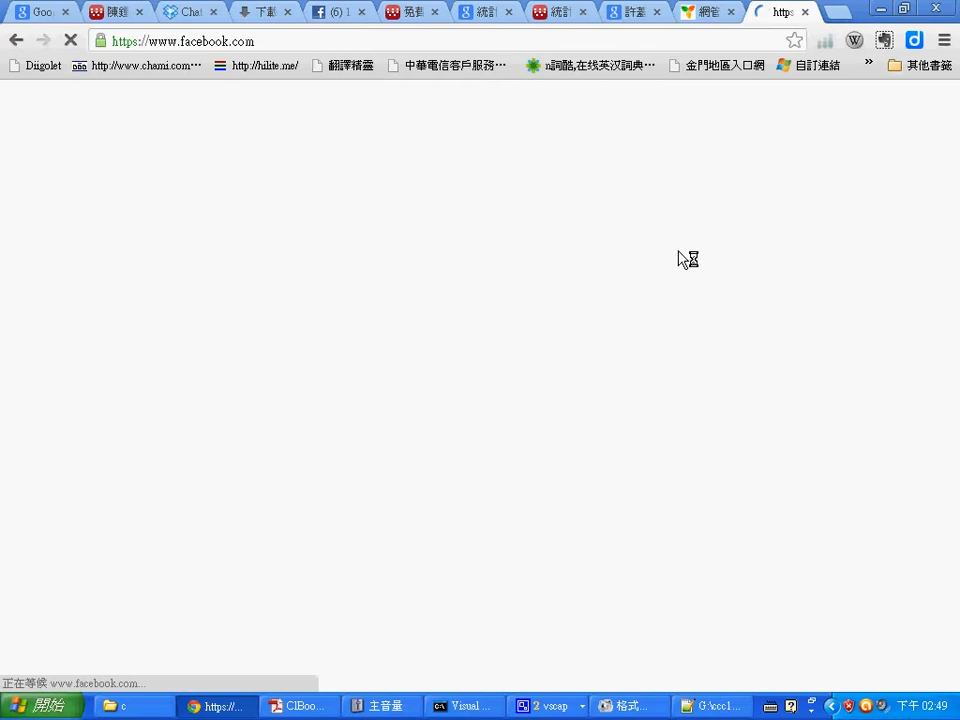 Goo
陳鍾
Chat
下載
(6) 1
免費
統計
統計
許蓋
網管
https
https://www.facebook.com
Diigolet
http://www.chami.com…
http://hilite.me/
翻譯精靈
中華電信客戶服務…
n詞酷,在线英汉词典…
金門地區入口網
自訂連結
»
其他書籤
正在等候 www.facebook.com...
開始
c
https://...
ClBoo...
主音量
Visual ...
2 vscap
格式...
G:\ccc1...
下午 02:49